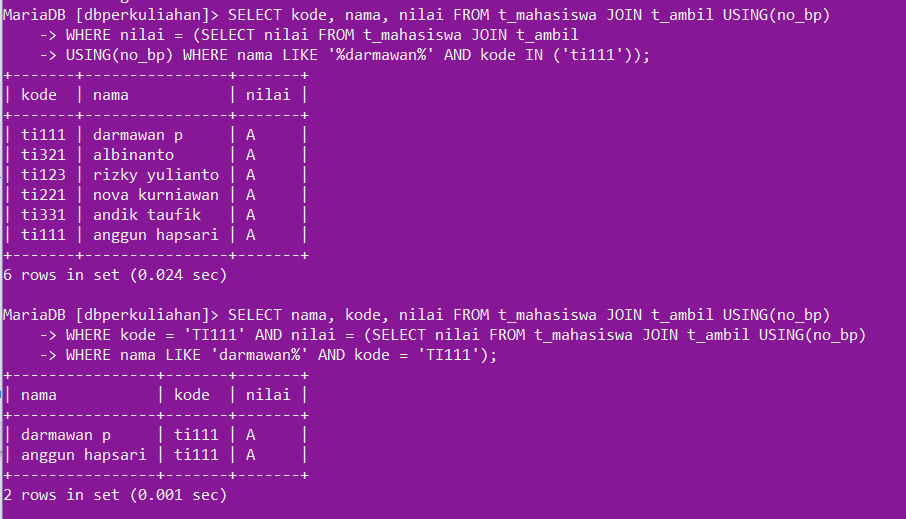 MariaDB [dbperkuliahan]> SELECT kode, nama, nilai FROM t_mahasiswa JOIN t_ambil USING(no_bp)
    -> WHERE nilai = (SELECT nilai FROM t_mahasiswa JOIN t_ambil
    -> USING(no_bp) WHERE nama LIKE '%darmawan%' AND kode IN ('ti111'));
+-------+----------------+-------+
| kode  | nama           | nilai |
+-------+----------------+-------+
| ti111 | darmawan p     | A     |
| ti321 | albinanto      | A     |
| ti123 | rizky yulianto | A     |
| ti221 | nova kurniawan | A     |
| ti331 | andik taufik   | A     |
| ti111 | anggun hapsari | A     |
+-------+----------------+-------+
6 rows in set (0.024 sec)

MariaDB [dbperkuliahan]> SELECT nama, kode, nilai FROM t_mahasiswa JOIN t_ambil USING(no_bp)
    -> WHERE kode = 'TI111' AND nilai = (SELECT nilai FROM t_mahasiswa JOIN t_ambil USING(no_bp)
    -> WHERE nama LIKE 'darmawan%' AND kode = 'TI111');
+----------------+-------+-------+
| nama           | kode  | nilai |
+----------------+-------+-------+
| darmawan p     | ti111 | A     |
| anggun hapsari | ti111 | A     |
+----------------+-------+-------+
2 rows in set (0.001 sec)